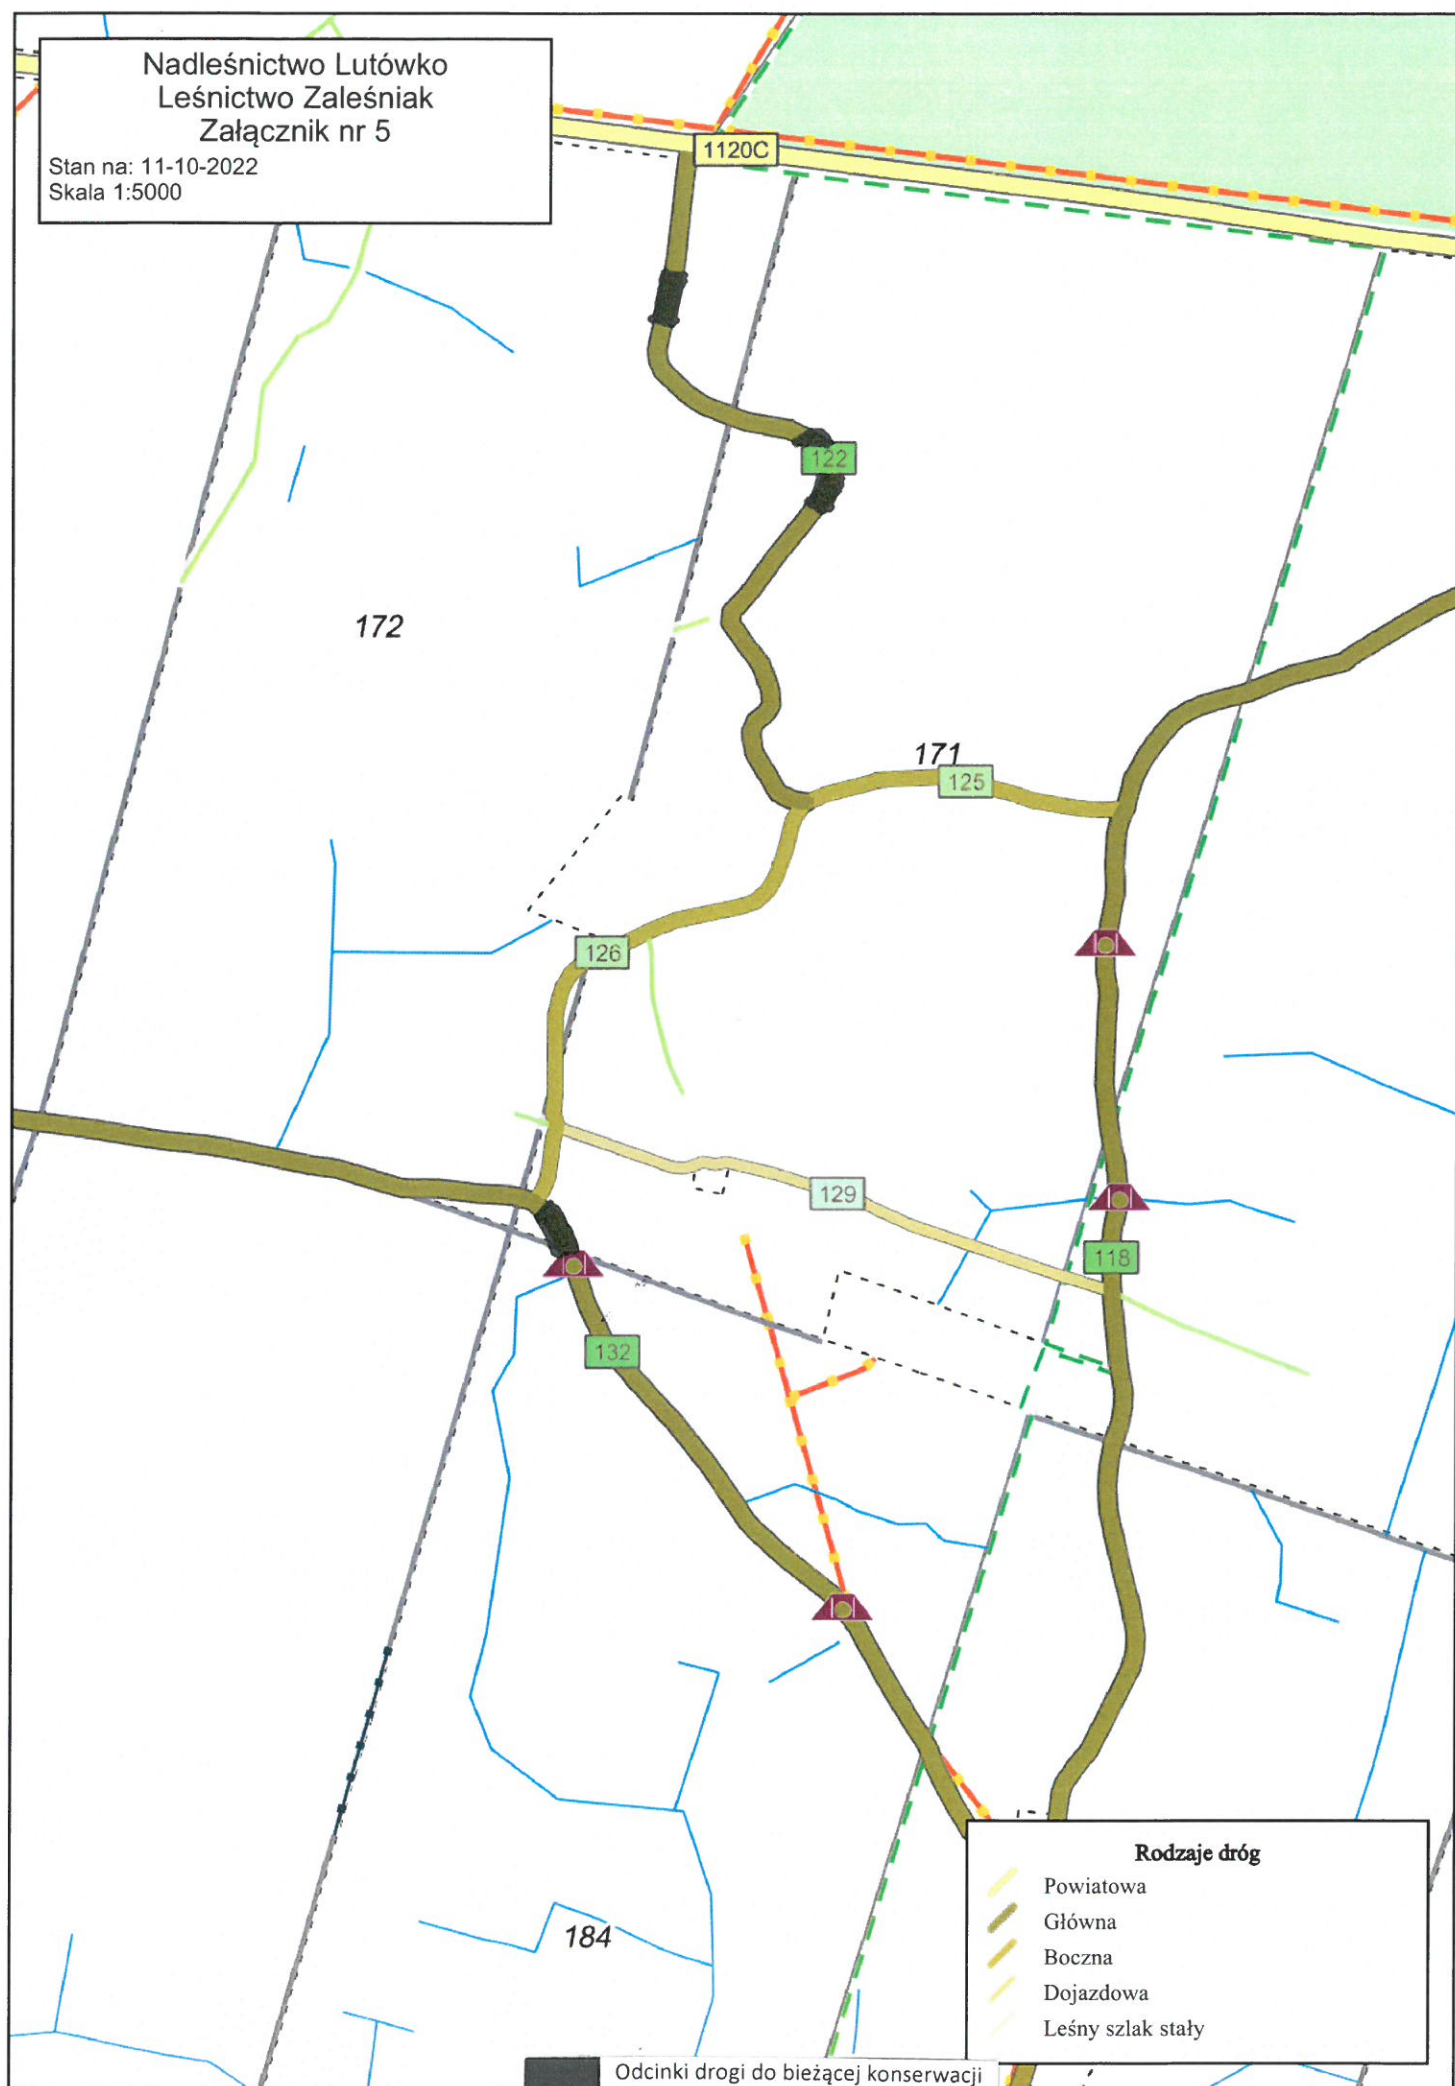 Nadleśnictwo Lutówko
Leśnictwo Zaleśniak
Załącznik nr 5
Stan na: 11-10-2022
Skala 1:5000
1120C
122
172
171
125
126
129
118
132
184
Rodzaje dróg
Powiatowa
Główna
Boczna
Dojazdowa
Leśny szlak stały
Odcinki drogi do bieżącej konserwacji